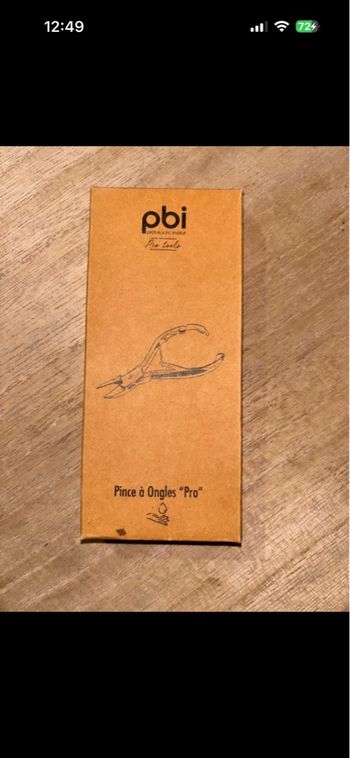 12:49
72
pbi
Pro tools
Pince à Ongles "Pro"